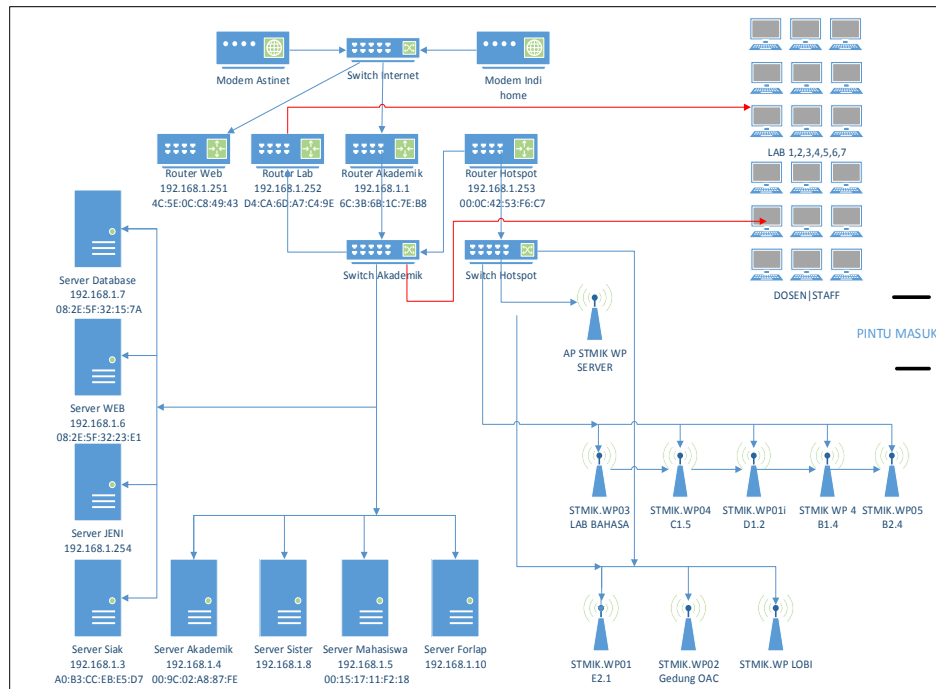 Modem Astinet
Switch Internet
Modem Indi
home
LAB 1,2,3,4,5,6,7
Router Web
192.168.1.251
4C:5E:0C:C8:49:43
Router Lab
192.168.1.252
D4:CA:6D:A7:C4:9E
Router Akademik
192.168.1.1
6C:3B:6B:1C:7E:B8
Router Hotspot
192.168.1.253
00:0C:42:53:F6:C7
Switch Akademik
Switch Hotspot
DOSEN|STAFF
PINTU MASUK
Server Database
192.168.1.7
08:2E:5F:32:15:7A
AP STMIK WP
SERVER
Server WEB
192.168.1.6
08:2E:5F:32:23:E1
Server JENI
192.168.1.254
STMIK.WP03
LAB BAHASA
STMIK.WP04
C1.5
STMIK.WP01i
D1.2
STMIK WP 4
B1.4
STMIK.WP05
B2.4
Server Siak
192.168.1.3
A0:B3:CC:EB:E5:D7
Server Akademik
192.168.1.4
00:9C:02:A8:87:FE
Server Sister
192.168.1.8
Server Mahasiswa
192.168.1.5
00:15:17:11:F2:18
Server Forlap
192.168.1.10
STMIK.WP01
E2.1
STMIK.WP02
Gedung OAC
STMIK.WP LOBI